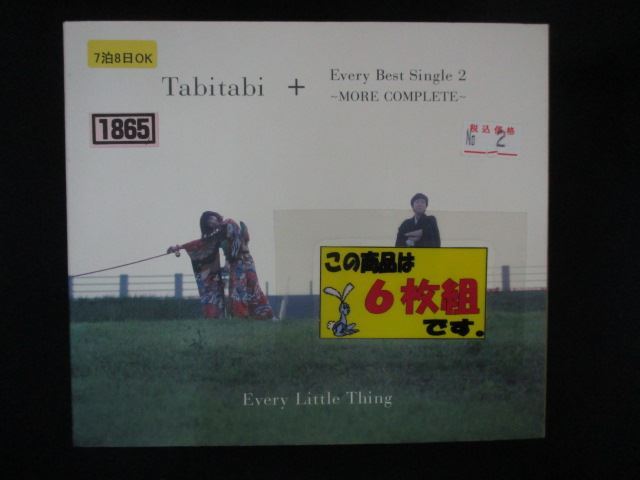 7泊8日OK
Tabitabi +
Every Best Single 2
~MORE COMPLETE~
1865
税込価格
No 2
この商品は
6枚組
です.
Every Little Thing